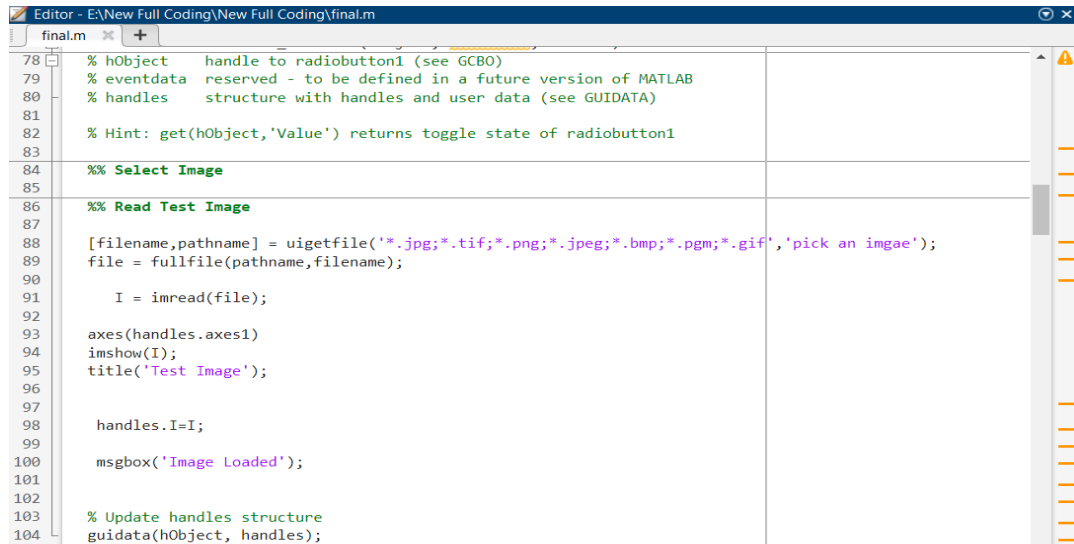 Editor - E:\New Full Coding\New Full Coding\final.m
final.m
78 % hObject    handle to radiobutton1 (see GCBO)
79 % eventdata  reserved - to be defined in a future version of MATLAB
80 % handles    structure with handles and user data (see GUIDATA)
81
82 % Hint: get(hObject,'Value') returns toggle state of radiobutton1
83
84 %% Select Image
85
86 %% Read Test Image
87
88 [filename,pathname] = uigetfile('*.jpg;*.tif;*.png;*.jpeg;*.bmp;*.pgm;*.gif','pick an imgae');
89 file = fullfile(pathname,filename);
90
91    I = imread(file);
92
93 axes(handles.axes1)
94 imshow(I);
95 title('Test Image');
96
97
98  handles.I=I;
99
100  msgbox('Image Loaded');
101
102
103 % Update handles structure
104 guidata(hObject, handles);